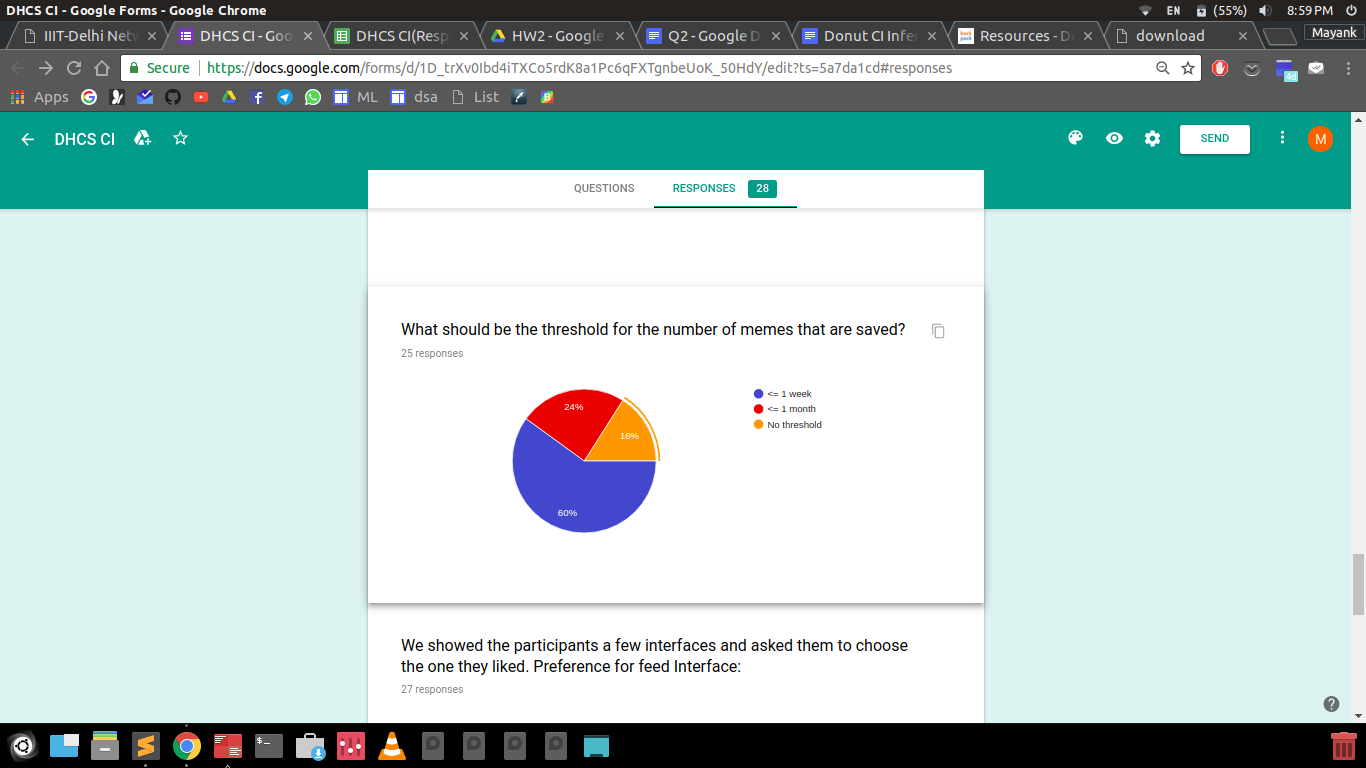 DHCS CI - Google Forms - Google Chrome
EN
(55%)
8:59 PM
IIIT-Delhi Netw
DHCS CI - Goo
DHCS CI(Resp
HW2 - Google
Q2 - Google D
Donut CI Infer
Resources - D
download
Mayank
Secure
https://docs.google.com/forms/d/1D_trXv0Ibd4iTXCo5rdK8a1Pc6qFXTgnbeUoK_50HdY/edit?ts=5a7da1cd#responses
4d
Apps
ML
dsa
List
DHCS CI
SEND
M
QUESTIONS
RESPONSES
28
What should be the threshold for the number of memes that are saved?
25 responses
24%
16%
60%
<= 1 week
<= 1 month
No threshold
We showed the participants a few interfaces and asked them to choose
the one they liked. Preference for feed Interface:
27 responses